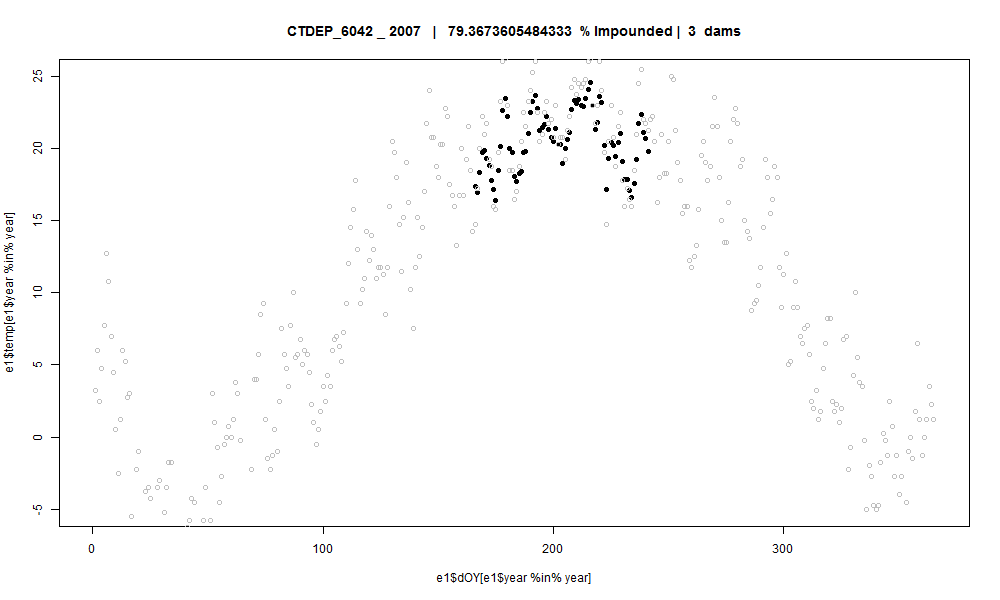 CTDEP_6042 _ 2007 | 79.3673605484333 % Impounded | 3 dams
e1$temp[e1$year %in% year]
25
20
15
10
5
0
-5
0 100 200 300
e1$dOY[e1$year %in% year]